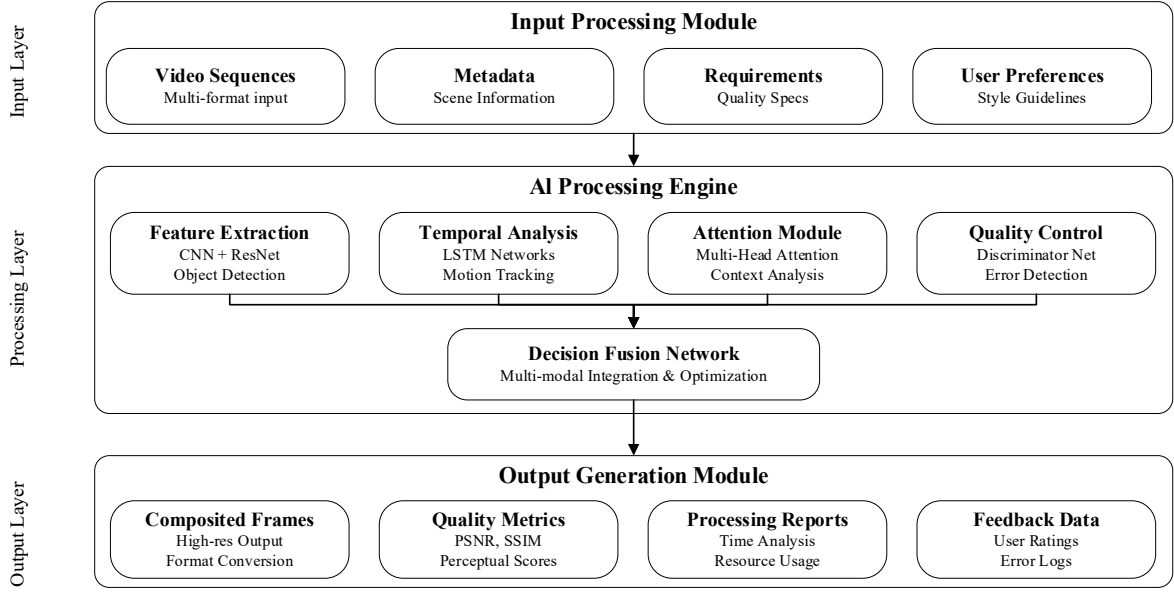 Input Layer
Input Processing Module
Video Sequences
Multi-format input
Metadata
Scene Information
Requirements
Quality Specs
User Preferences
Style Guidelines
Processing Layer
Al Processing Engine
Feature Extraction
CNN + ResNet
Object Detection
Temporal Analysis
LSTM Networks
Motion Tracking
Attention Module
Multi-Head Attention
Context Analysis
Quality Control
Discriminator Net
Error Detection
Decision Fusion Network
Multi-modal Integration & Optimization
Output Layer
Output Generation Module
Composited Frames
High-res Output
Format Conversion
Quality Metrics
PSNR, SSIM
Perceptual Scores
Processing Reports
Time Analysis
Resource Usage
Feedback Data
User Ratings
Error Logs